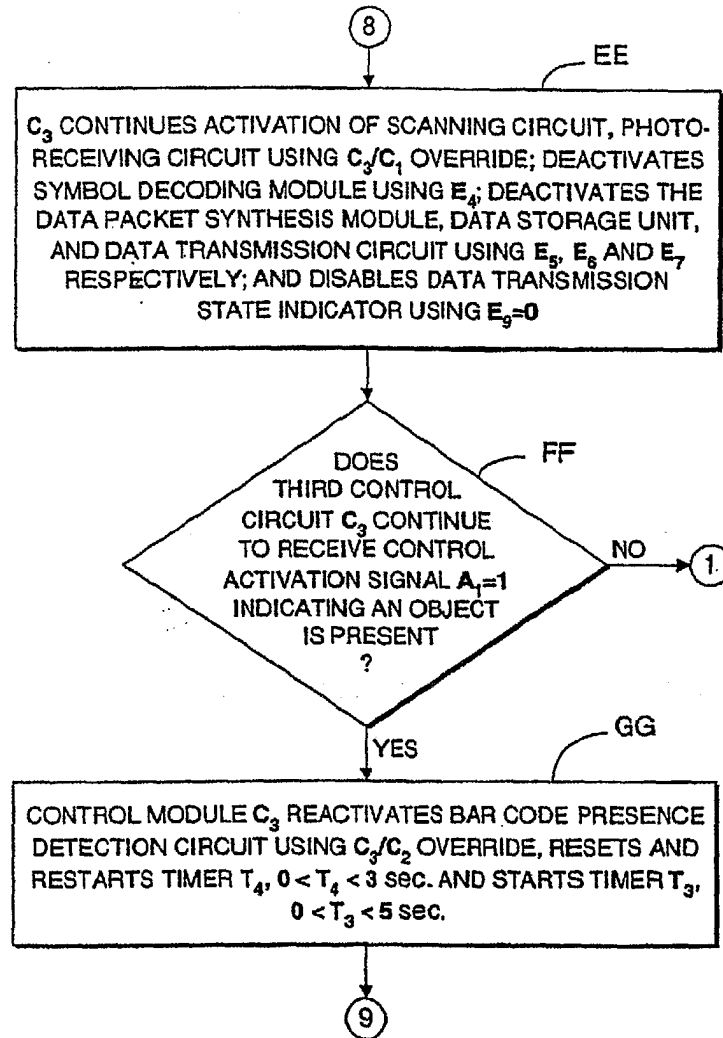 8
EE
C3 CONTINUES ACTIVATION OF SCANNING CIRCUIT, PHOTO-
RECEIVING CIRCUIT USING C3/C1 OVERRIDE; DEACTIVATES
SYMBOL DECODING MODULE USING E4; DEACTIVATES THE
DATA PACKET SYNTHESIS MODULE, DATA STORAGE UNIT,
AND DATA TRANSMISSION CIRCUIT USING E5, E6 AND E7
RESPECTIVELY; AND DISABLES DATA TRANSMISSION
STATE INDICATOR USING E9=0
FF
DOES
THIRD CONTROL
CIRCUIT C3 CONTINUE
TO RECEIVE CONTROL
ACTIVATION SIGNAL A1=1
INDICATING AN OBJECT
IS PRESENT
?
NO
1
YES
GG
CONTROL MODULE C3 REACTIVATES BAR CODE PRESENCE
DETECTION CIRCUIT USING C3/C2 OVERRIDE, RESETS AND
RESTARTS TIMER T4, 0 < T4 < 3 sec. AND STARTS TIMER T3,
0 < T3 < 5 sec.
9